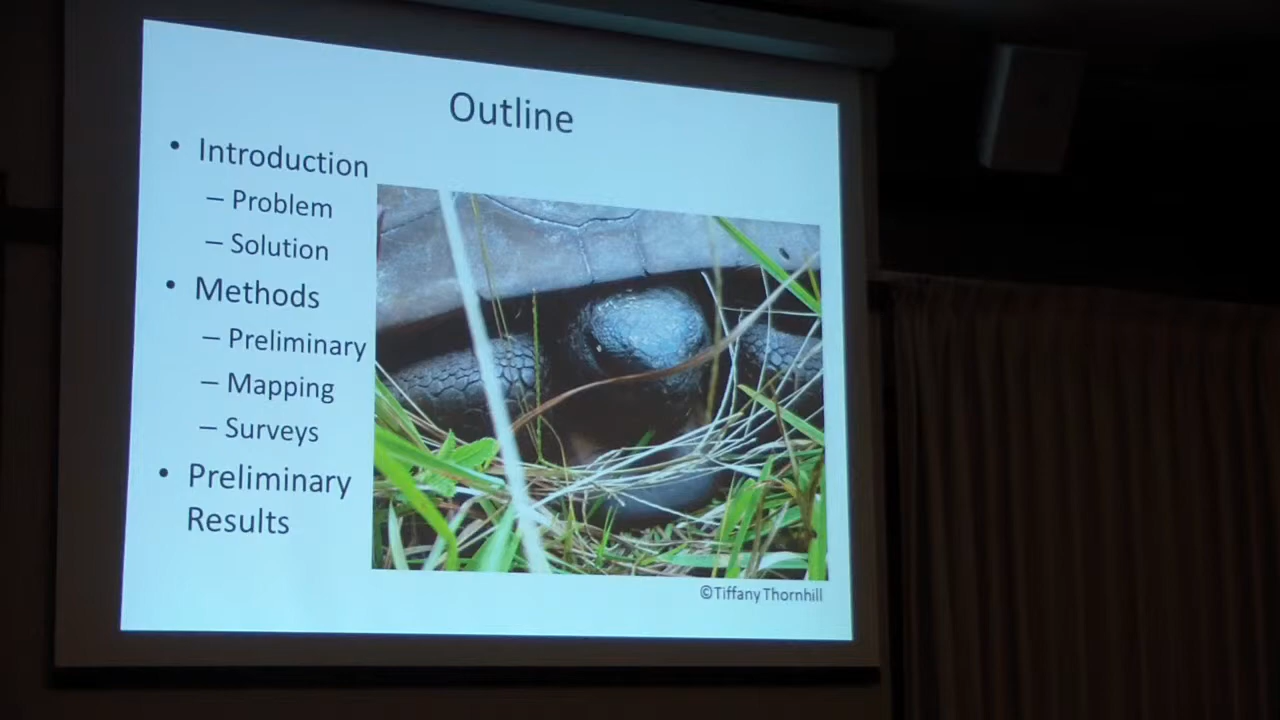 Outline
• Introduction
– Problem
– Solution
• Methods
– Preliminary
– Mapping
– Surveys
• Preliminary
Results
©Tiffany Thornhill